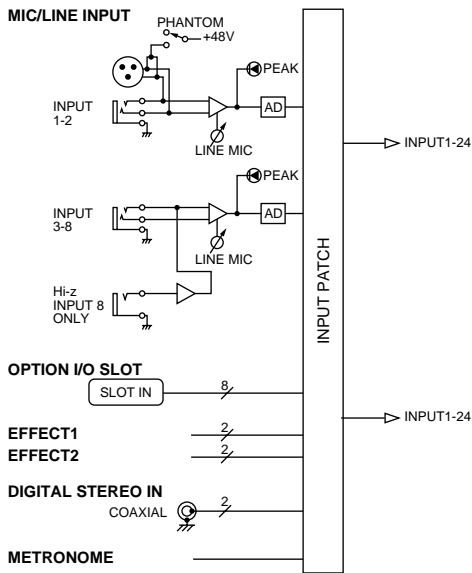 MIC/LINE INPUT
PHANTOM
+48V
PEAK
INPUT
1-2
AD
LINE MIC
INPUT1-24
PEAK
INPUT
3-8
AD
LINE MIC
Hi-z
INPUT 8
ONLY
INPUT PATCH
OPTION I/O SLOT
SLOT IN
8
INPUT1-24
EFFECT1
2
EFFECT2
2
DIGITAL STEREO IN
COAXIAL
2
METRONOME